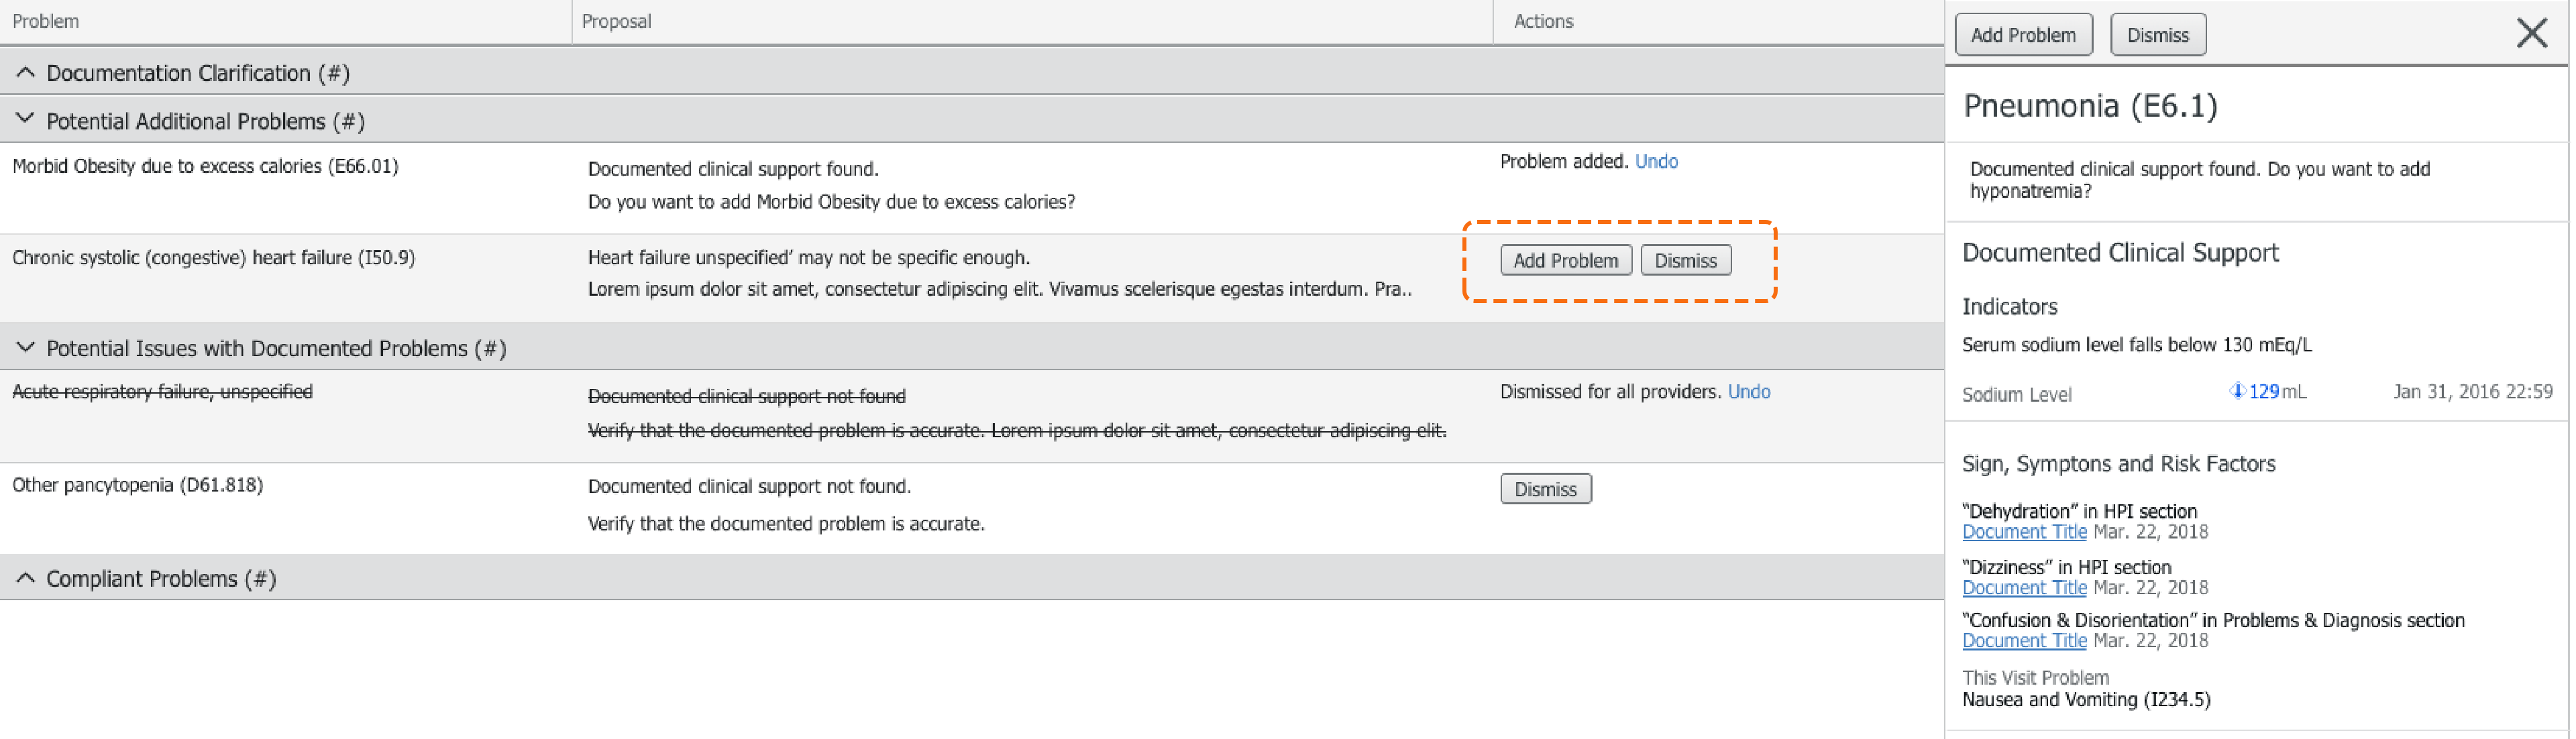 Problem
Proposal
Actions
Documentation Clarification (#)
Potential Additional Problems (#)
Morbid Obesity due to excess calories (E66.01)
Documented clinical support found.
Do you want to add Morbid Obesity due to excess calories?
Problem added. Undo
Chronic systolic (congestive) heart failure (I50.9)
Heart failure unspecified’ may not be specific enough.
Lorem ipsum dolor sit amet, consectetur adipiscing elit. Vivamus scelerisque egestas interdum. Pra..
Add Problem
Dismiss
Potential Issues with Documented Problems (#)
Acute respiratory failure, unspecified
Documented clinical support not found
Verify that the documented problem is accurate. Lorem ipsum dolor sit amet, consectetur adipiscing elit.
Dismissed for all providers. Undo
Other pancytopenia (D61.818)
Documented clinical support not found.
Verify that the documented problem is accurate.
Dismiss
Compliant Problems (#)
Add Problem
Dismiss
Pneumonia (E6.1)
Documented clinical support found. Do you want to add
hyponatremia?
Documented Clinical Support
Indicators
Serum sodium level falls below 130 mEq/L
Sodium Level
129 mL
Jan 31, 2016 22:59
Sign, Symptons and Risk Factors
“Dehydration” in HPI section
Document Title Mar. 22, 2018
“Dizziness” in HPI section
Document Title Mar. 22, 2018
“Confusion & Disorientation” in Problems & Diagnosis section
Document Title Mar. 22, 2018
This Visit Problem
Nausea and Vomiting (I234.5)